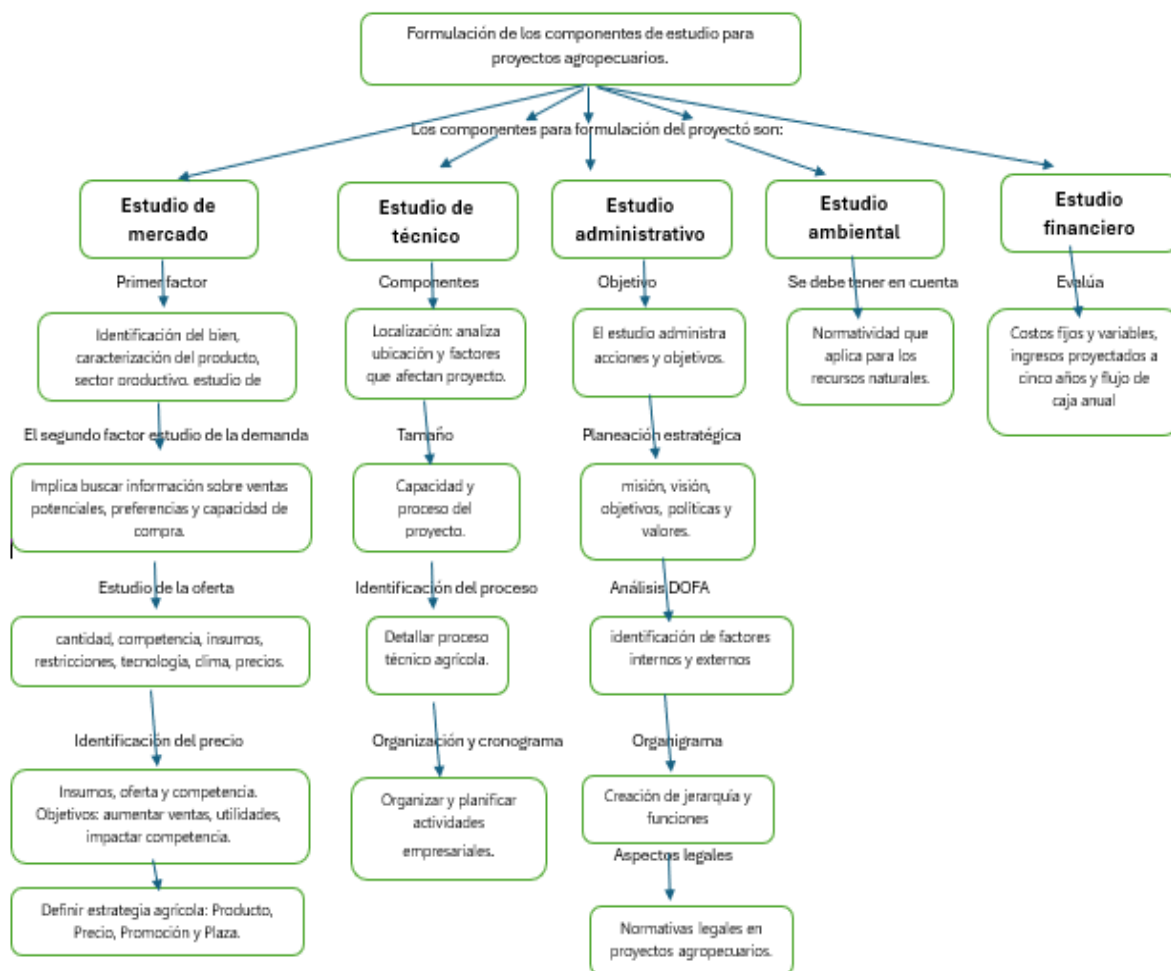 Formulación de los componentes de estudio para
proyectos agropecuarios.
Los componentes para formulación del proyectó son:
Estudio de
mercado
Primer factor
Identificación del bien,
caracterización del producto,
sector productivo. estudio de
El segundo factor estudio de la demanda
Implica buscar información sobre ventas
potenciales, preferencias y capacidad de
compra.
Estudio de la oferta
cantidad, competencia, insumos,
restricciones, tecnología, clima, precios.
Identificación del precio
Insumos, oferta y competencia.
Objetivos: aumentar ventas, utilidades,
impactar competencia.
Definir estrategia agrícola: Producto,
Precio, Promoción y Plaza.
Estudio de
técnico
Componentes
Localización: analiza
ubicación y factores
que afectan proyecto.
Tamaño
Capacidad y
proceso del
proyecto.
Identificación del proceso
Detallar proceso
técnico agrícola.
Organización y cronograma
Organizar y planificar
actividades
empresariales.
Estudio
administrativo
Objetivo
El estudio administra
acciones y objetivos.
Planeación estratégica
misión, visión,
objetivos, políticas y
valores.
Análisis DOFA
identificación de factores
internos y externos
Organigrama
Creación de jerarquía y
funciones
Aspectos legales
Normativas legales en
proyectos agropecuarios.
Estudio
ambiental
Se debe tener en cuenta
Normatividad que
aplica para los
recursos naturales.
Estudio
financiero
Evalúa
Costos fijos y variables,
ingresos proyectados a
cinco años y flujo de
caja anual